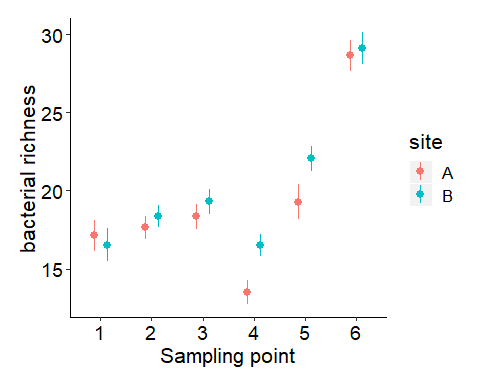 30
25
20
15
bacterial richness
1 2 3 4 5 6
Sampling point
site
A
B